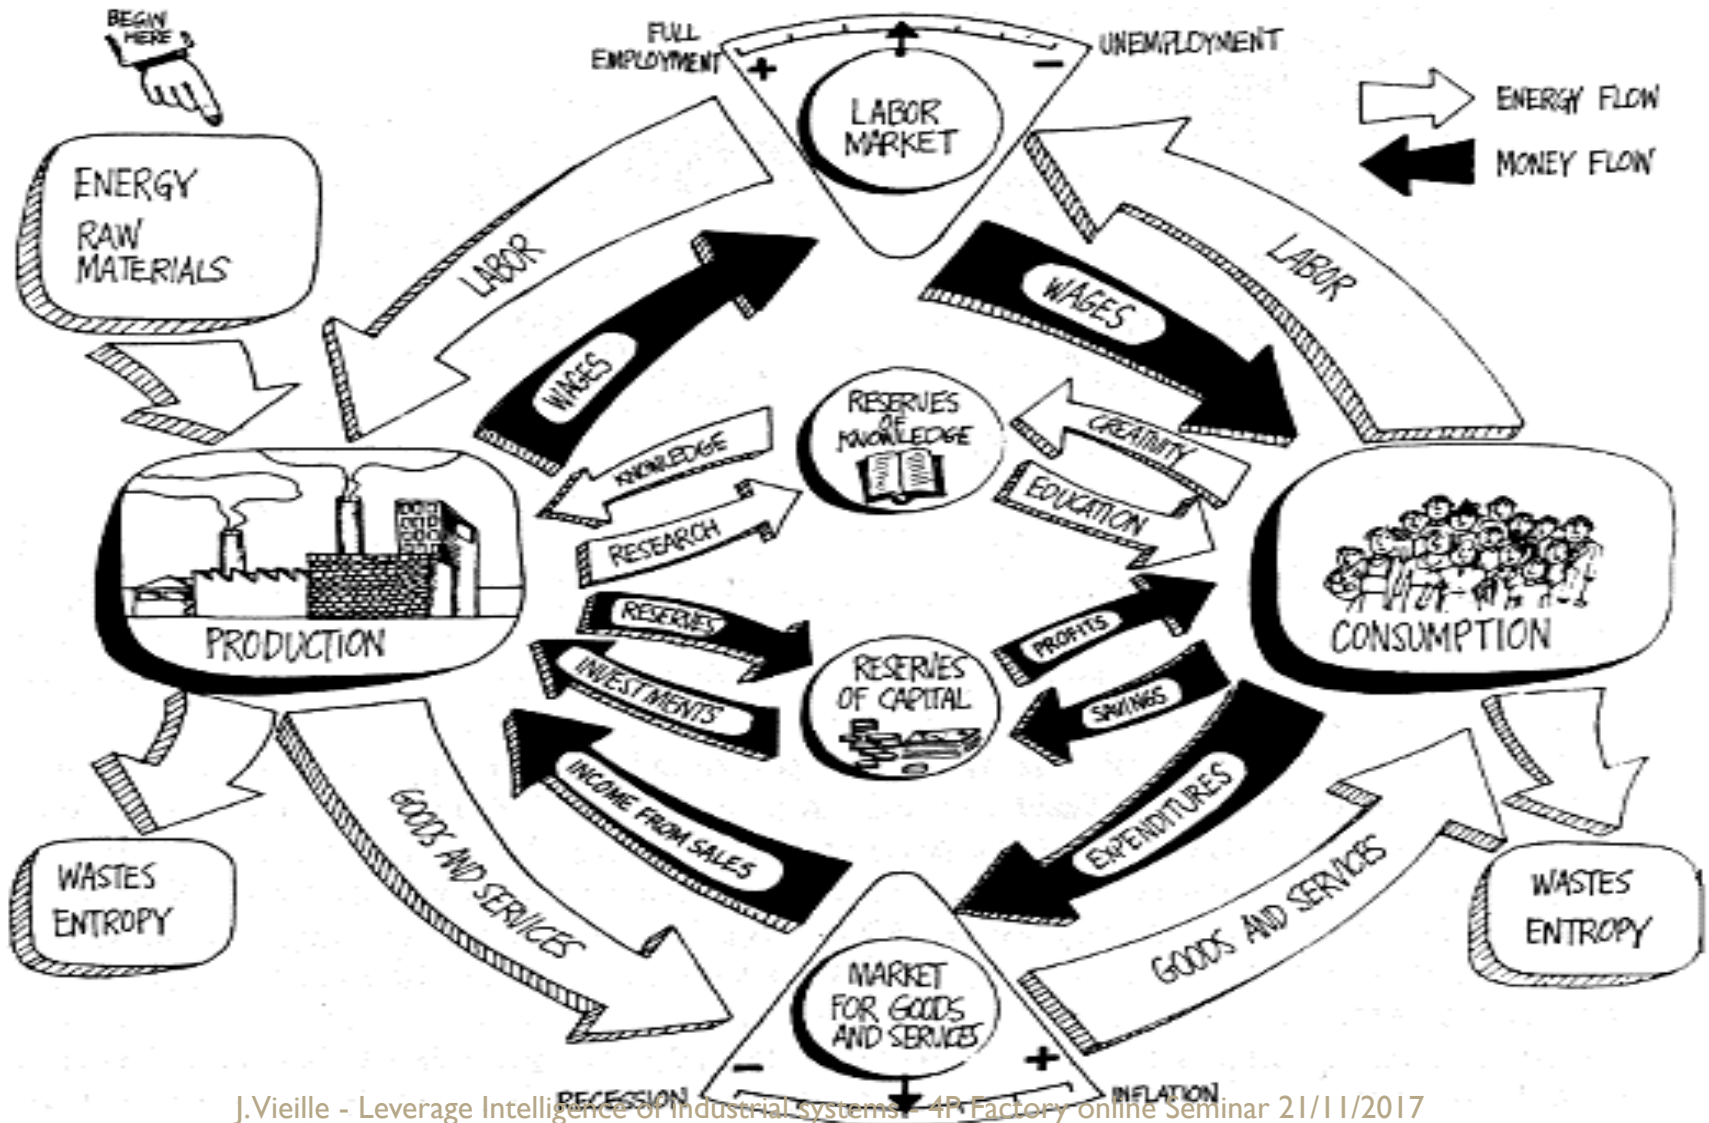 BEGIN
HERE
FULL
EMPLOYMENT
+
−
UNEMPLOYMENT
LABOR
MARKET
ENERGY FLOW
MONEY FLOW
ENERGY
RAW
MATERIALS
LABOR
WAGES
WAGES
LABOR
RESERVES
OF
KNOWLEDGE
KNOWLEDGE
RESEARCH
CREATIVITY
EDUCATION
PRODUCTION
CONSUMPTION
RESERVES
INVESTMENTS
RESERVES
OF CAPITAL
PROFITS
SAVINGS
INCOME FROM SALES
EXPENDITURES
GOODS AND SERVICES
GOODS AND SERVICES
WASTES
ENTROPY
WASTES
ENTROPY
MARKET
FOR GOODS
AND SERVICES
−
+
RECESSION
INFLATION
J.Vieille - Leverage Intelligence of Industrial systems - 4P Factory online Seminar 21/11/2017